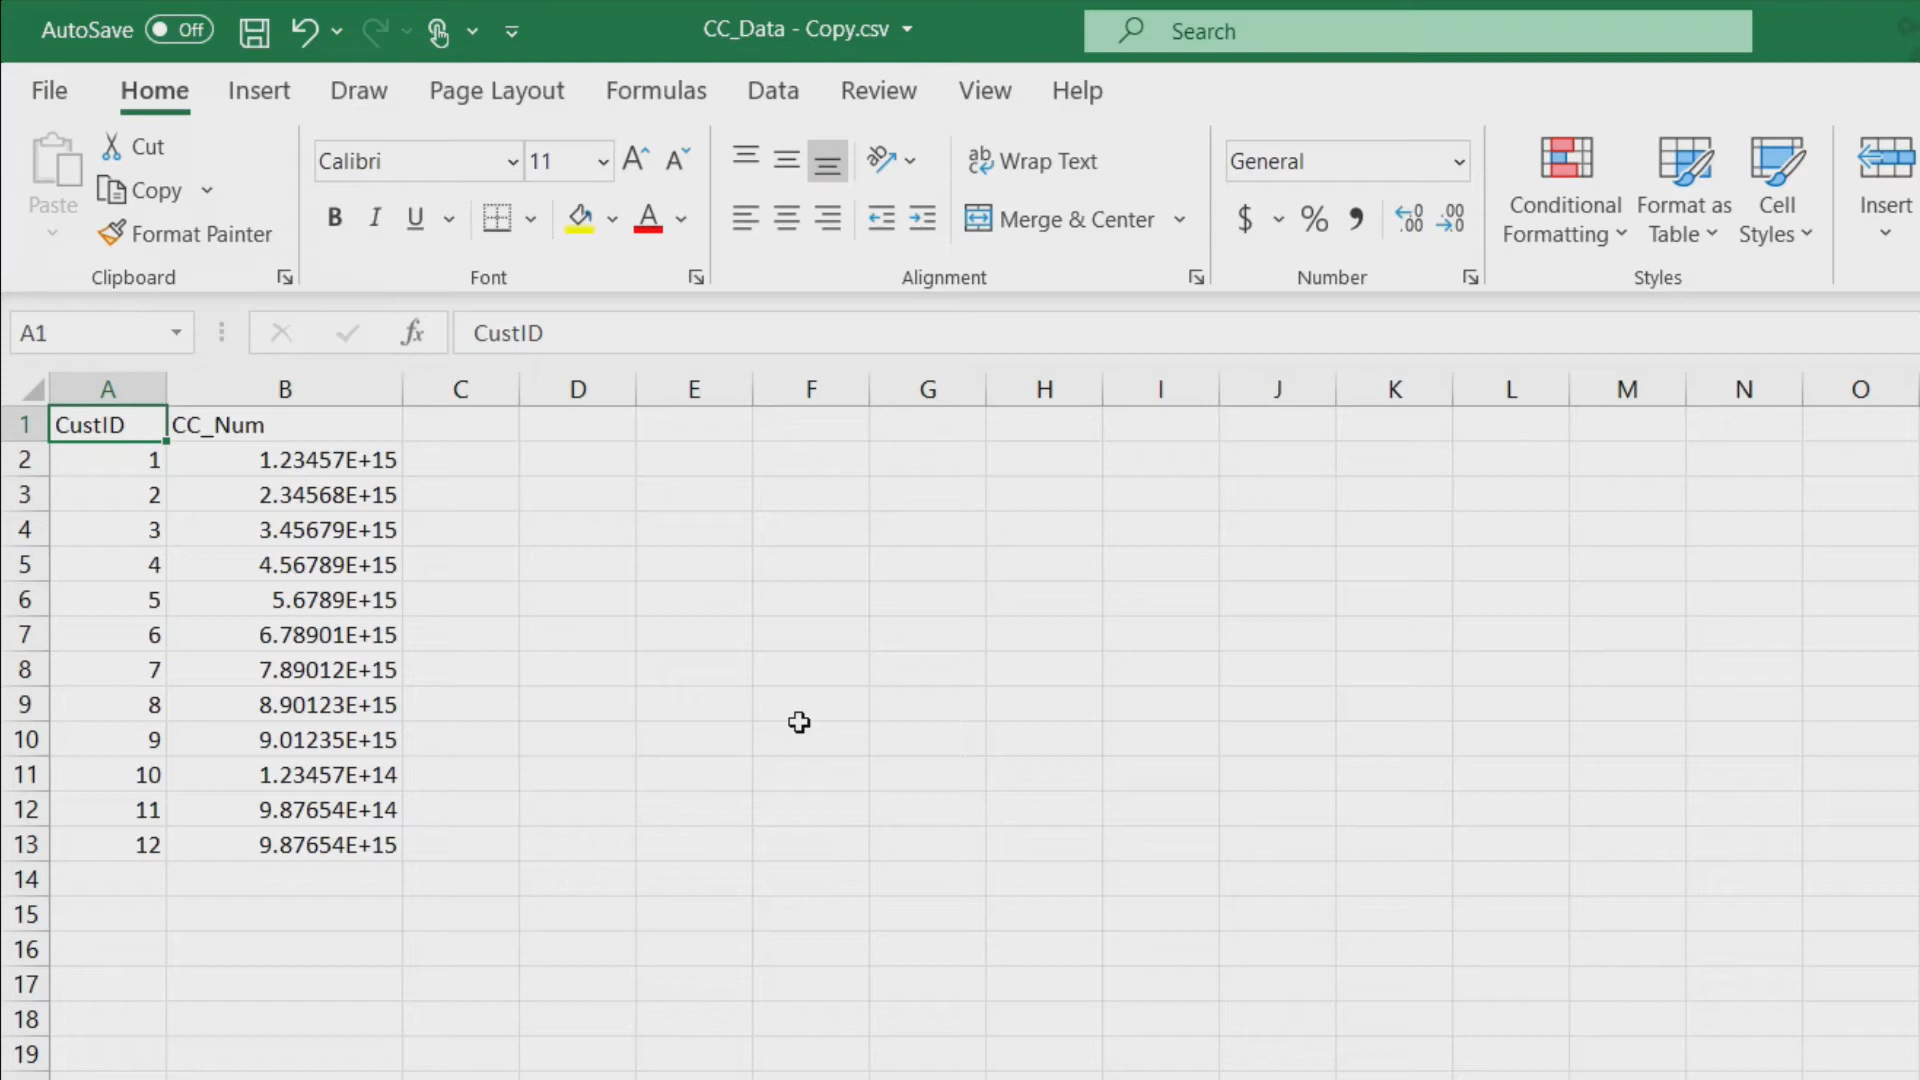 AutoSave Off CC_Data - Copy.csv Search
File Home Insert Draw Page Layout Formulas Data Review View Help
Paste Cut Copy Format Painter
Clipboard
Calibri 11
B I U A
Font
ab Wrap Text
Merge & Center
Alignment
General
$ % , .00 .00
Number
Conditional Formatting Format as Table Cell Styles
Styles
Insert
A1 fx CustID
A B C D E F G H I J K L M N O
1 CustID CC_Num
2 1 1.23457E+15
3 2 2.34568E+15
4 3 3.45679E+15
5 4 4.56789E+15
6 5 5.6789E+15
7 6 6.78901E+15
8 7 7.89012E+15
9 8 8.90123E+15
10 9 9.01235E+15
11 10 1.23457E+14
12 11 9.87654E+14
13 12 9.87654E+15
14
15
16
17
18
19